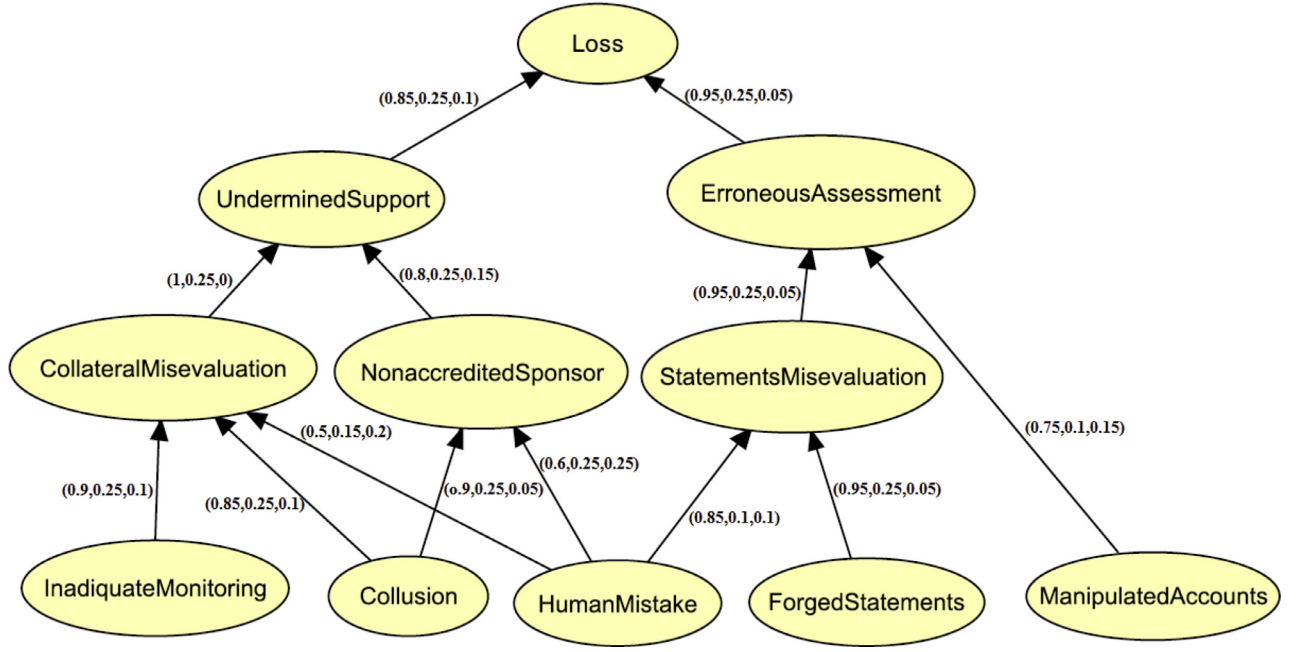 Loss
(0.85,0.25,0.1)
(0.95,0.25,0.05)
UnderminedSupport
ErroneousAssessment
(1,0.25,0)
(0.8,0.25,0.15)
(0.95,0.25,0.05)
CollateralMisevaluation
NonaccreditedSponsor
StatementsMisevaluation
(0.5,0.15,0.2)
(0.75,0.1,0.15)
(0.6,0.25,0.25)
(0.9,0.25,0.1)
(0.85,0.25,0.1)
(o.9,0.25,0.05)
(0.95,0.25,0.05)
(0.85,0.1,0.1)
InadiquateMonitoring
Collusion
HumanMistake
ForgedStatements
ManipulatedAccounts